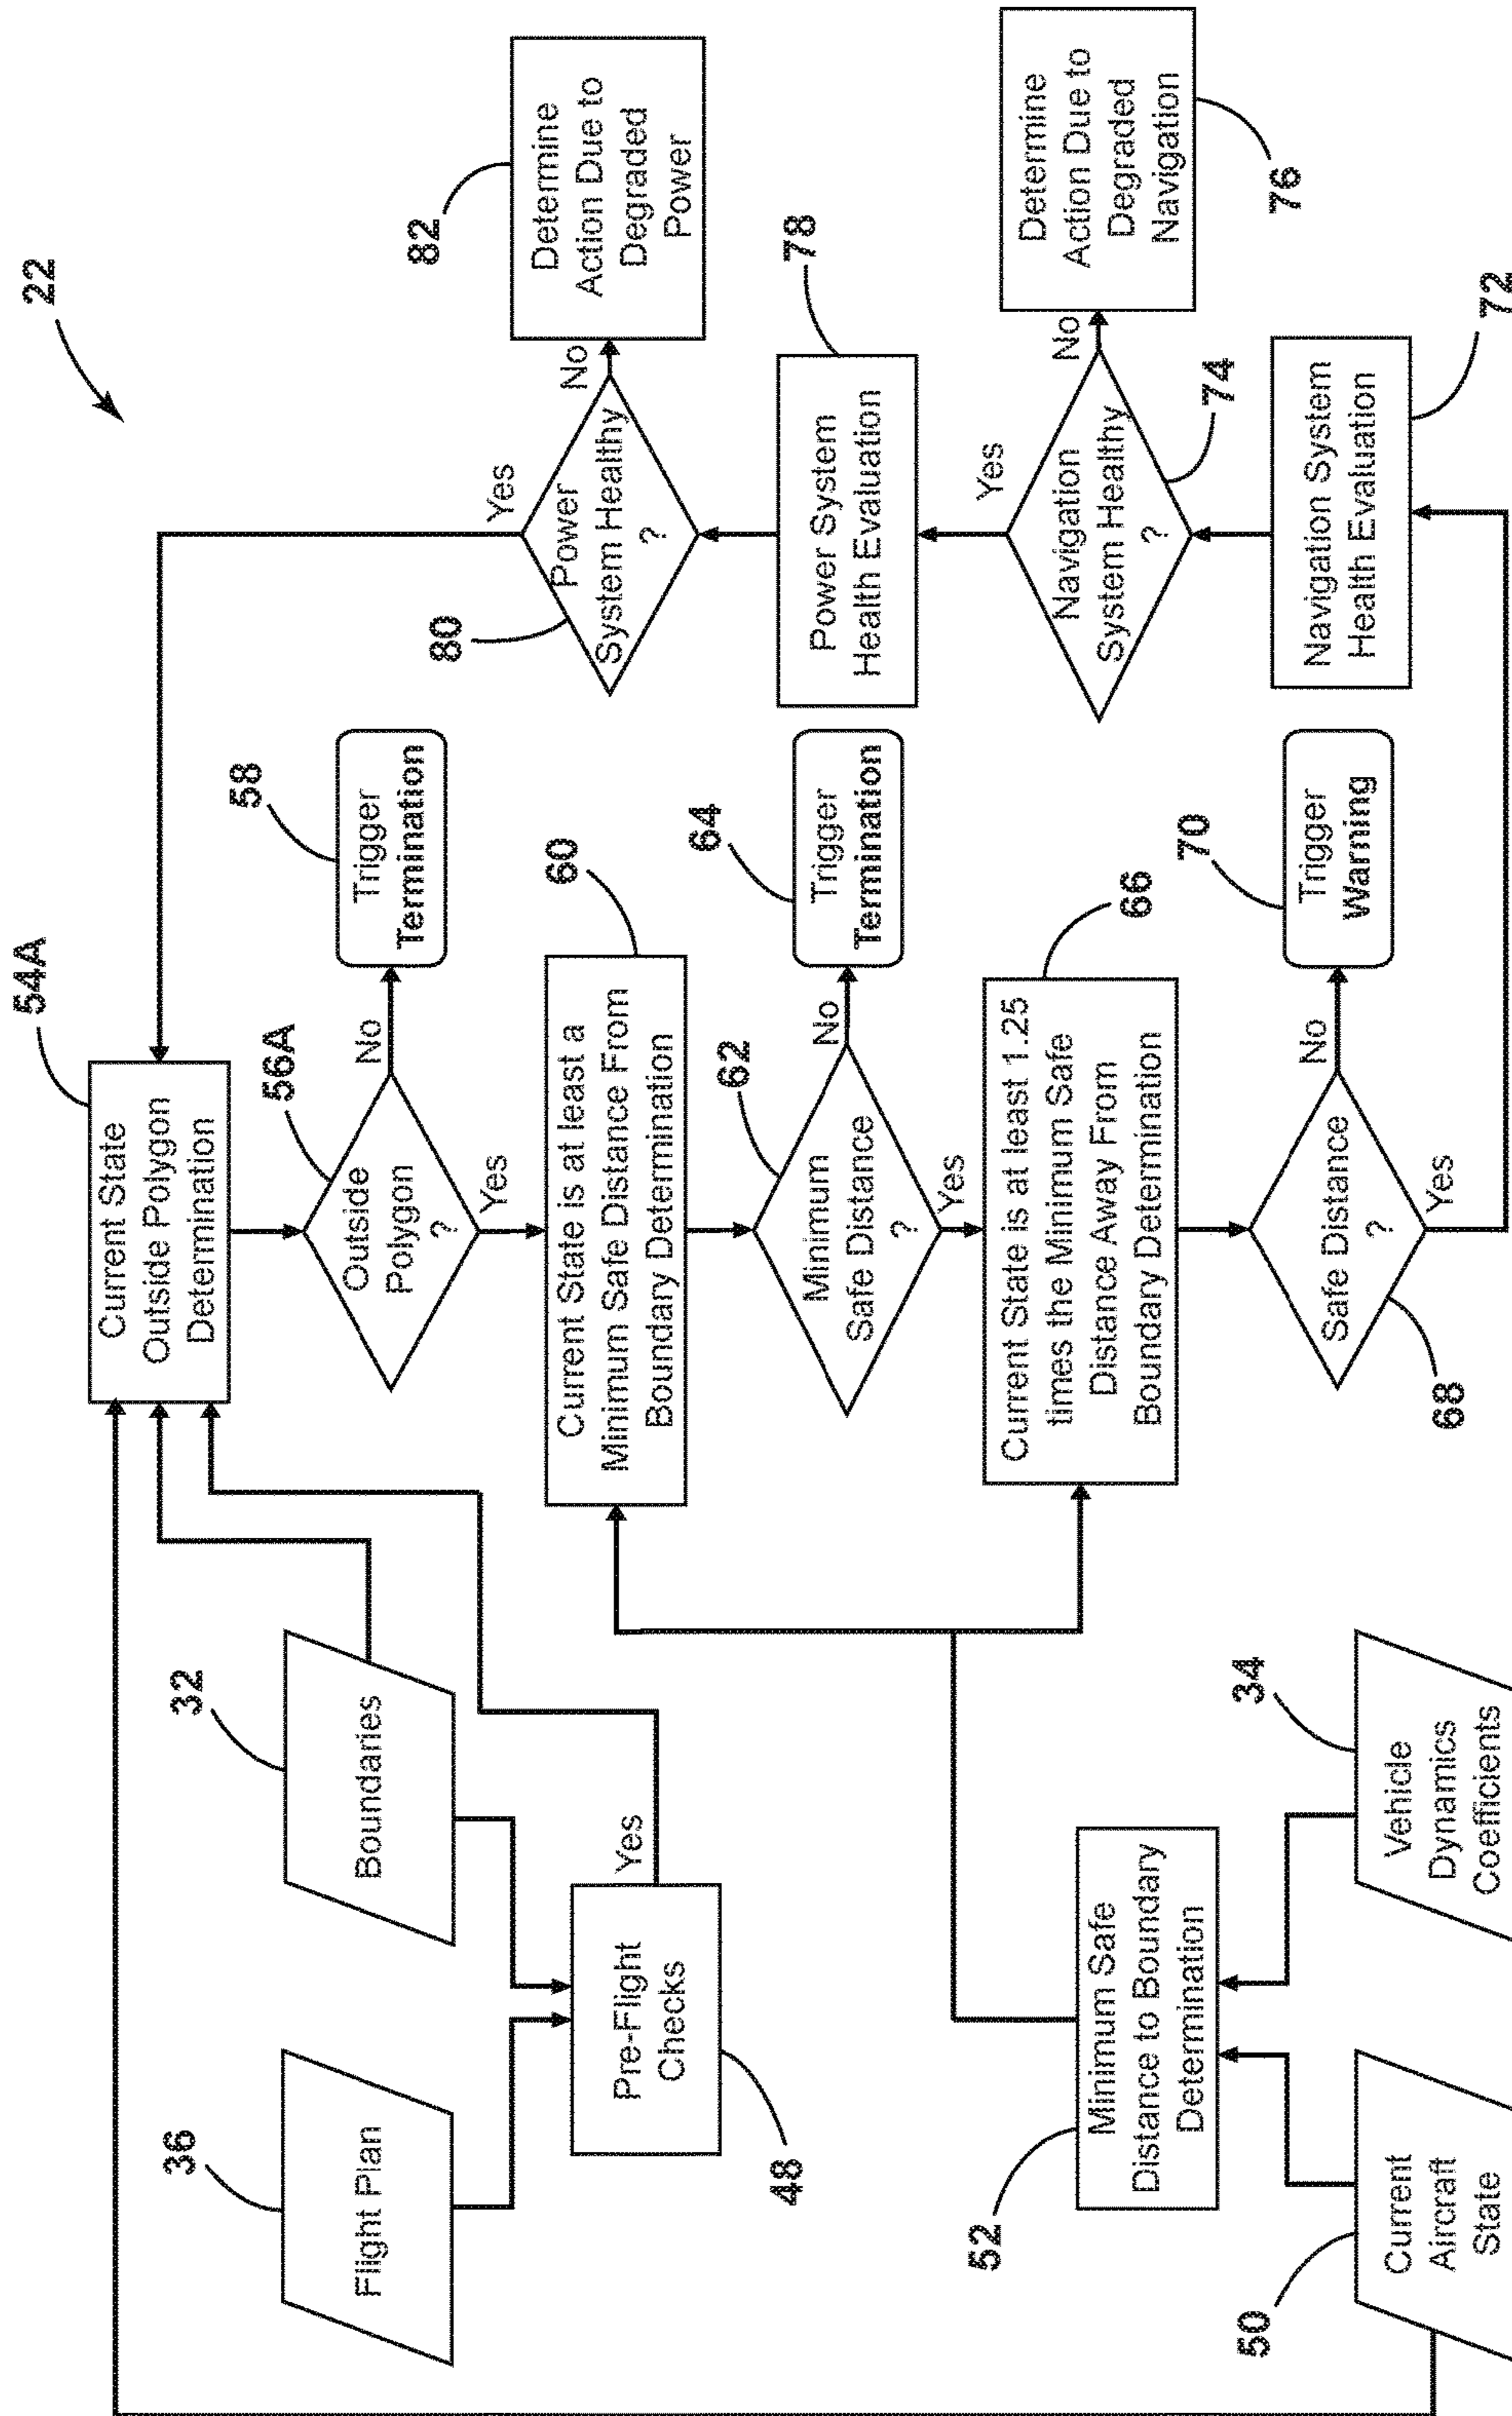 22
54A
Current State
Outside Polygon
Determination
36
Flight Plan
32
Boundaries
56A
Outside
Polygon
?
No
Yes
58
Trigger
Termination
80
Power
System Healthy
?
Yes
No
82
Determine
Action Due to
Degraded
Power
Pre-Flight
Checks
48
Yes
60
Current State is at least a
Minimum Safe Distance From
Boundary Determination
62
Minimum
Safe Distance
?
No
Yes
64
Trigger
Termination
78
Power System
Health Evaluation
52
Minimum Safe
Distance to Boundary
Determination
66
Current State is at least 1.25
times the Minimum Safe
Distance Away From
Boundary Determination
74
Navigation
System Healthy
?
Yes
No
76
Determine
Action Due to
Degraded
Navigation
50
Current
Aircraft
State
34
Vehicle
Dynamics
Coefficients
68
Safe Distance
?
No
Yes
70
Trigger
Warning
72
Navigation System
Health Evaluation